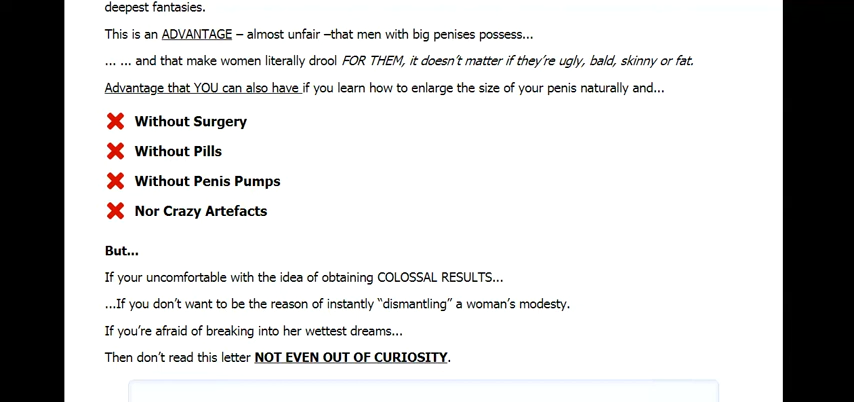 deepest fantasies.
This is an ADVANTAGE – almost unfair –that men with big penises possess...
... ... and that make women literally drool FOR THEM, it doesn't matter if they're ugly, bald, skinny or fat.
Advantage that YOU can also have if you learn how to enlarge the size of your penis naturally and...
Without Surgery
Without Pills
Without Penis Pumps
Nor Crazy Artefacts
But...
If your uncomfortable with the idea of obtaining COLOSSAL RESULTS...
...If you don't want to be the reason of instantly “dismantling” a woman's modesty.
If you're afraid of breaking into her wettest dreams...
Then don't read this letter NOT EVEN OUT OF CURIOSITY.